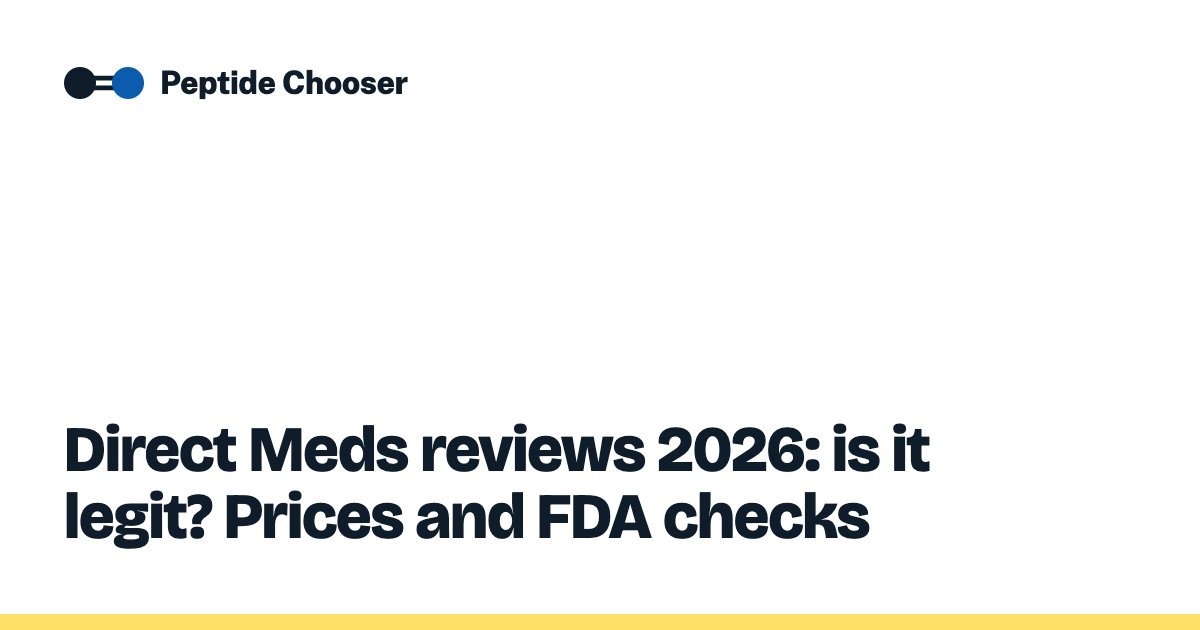 Peptide Chooser
Direct Meds reviews 2026: is it
legit? Prices and FDA checks